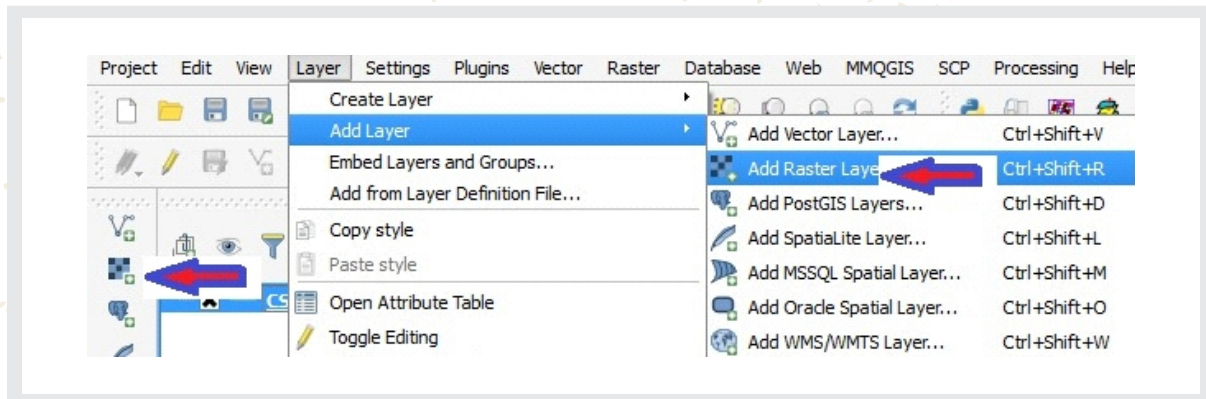 Project Edit View Layer Settings Plugins Vector Raster Database Web MMQGIS SCP Processing Help
Create Layer
Add Layer
Embed Layers and Groups...
Add from Layer Definition File...
Copy style
Paste style
Open Attribute Table
Toggle Editing
Add Vector Layer... Ctrl+Shift+V
Add Raster Laye Ctrl+Shift+R
Add PostGIS Layers... Ctrl+Shift+D
Add SpatiaLite Layer... Ctrl+Shift+L
Add MSSQL Spatial Layer... Ctrl+Shift+M
Add Oracle Spatial Layer... Ctrl+Shift+O
Add WMS/WMTS Layer... Ctrl+Shift+W
CS